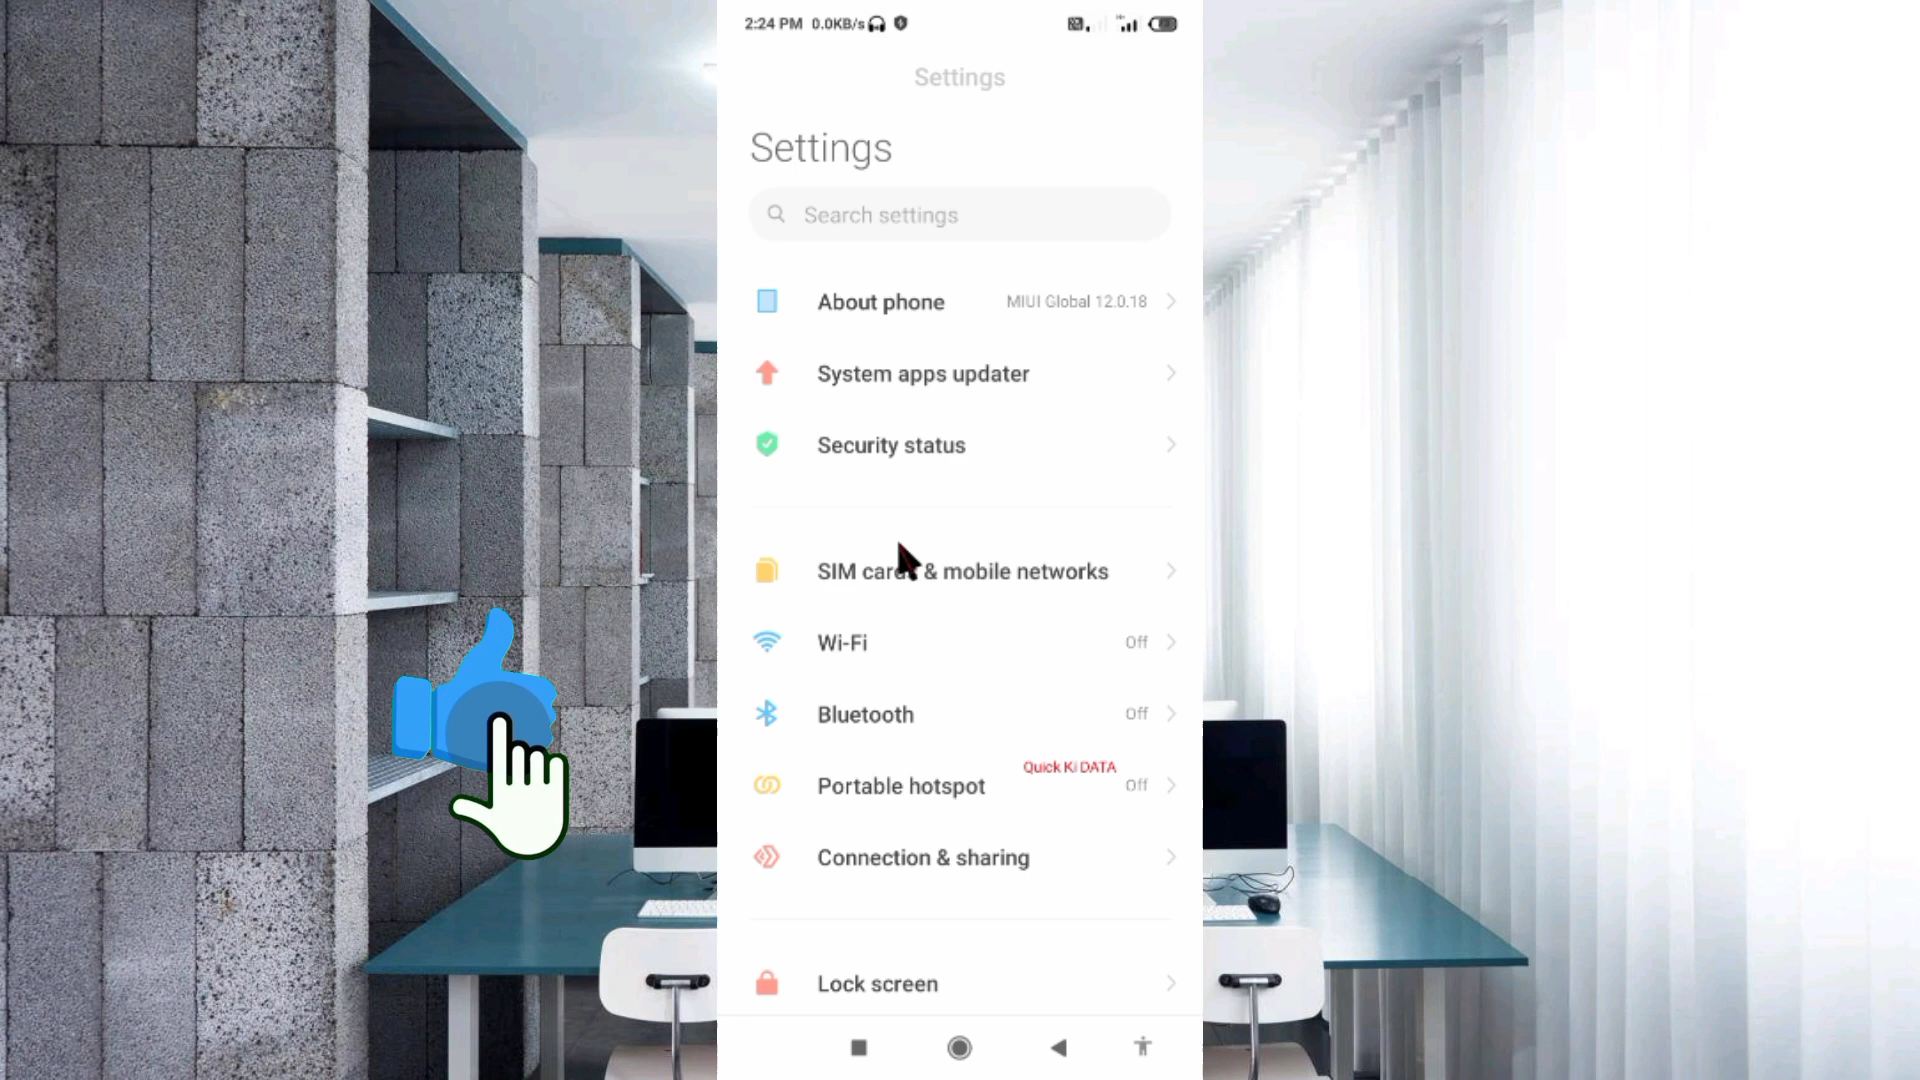 2:24 PM 0.0KB/s
Settings
Settings
Search settings
About phone MIUI Global 12.0.18
System apps updater
Security status
SIM cards & mobile networks
Wi-Fi Off
Bluetooth Off
Quick Ki DATA
Portable hotspot Off
Connection & sharing
Lock screen